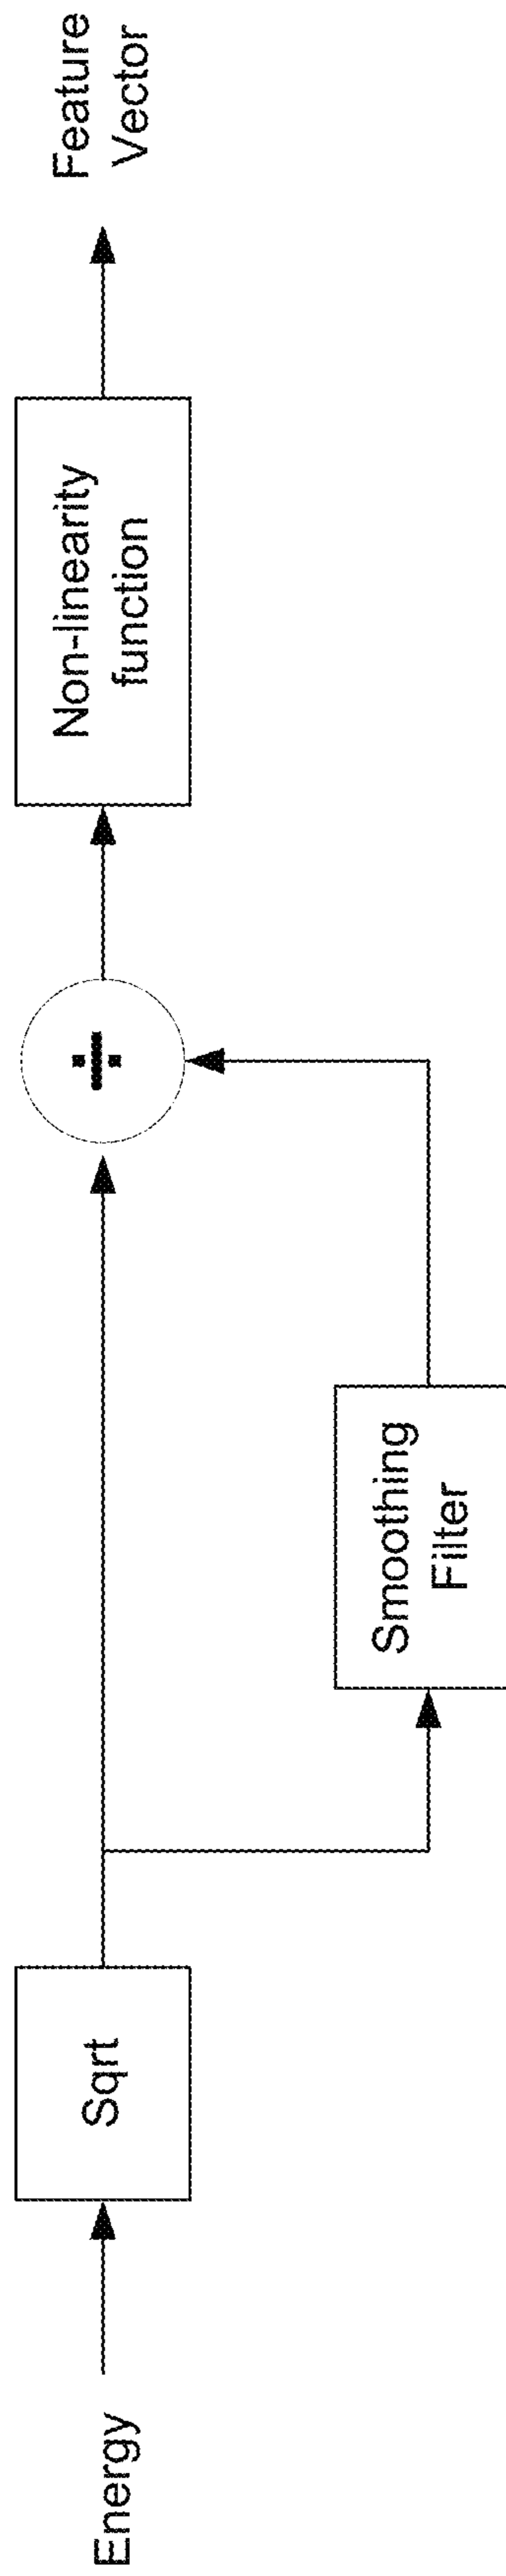 Energy
Sqrt
Smoothing
Filter
÷
Non-linearity
function
Feature
Vector